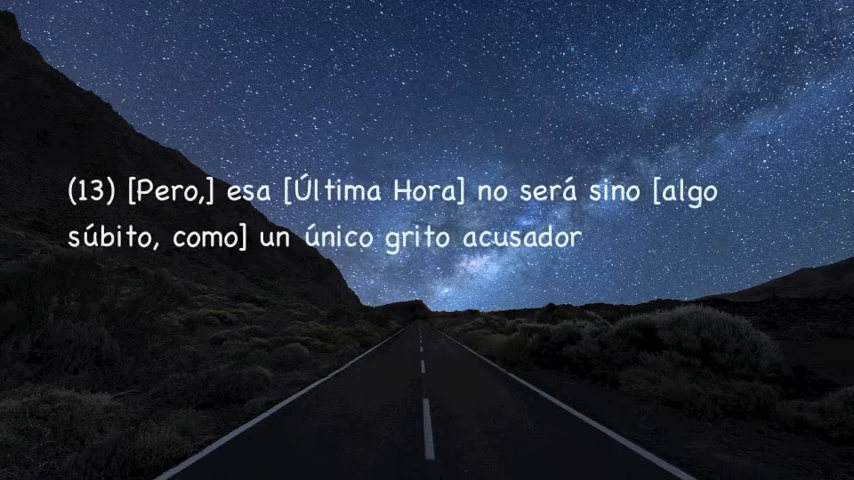 (13) [Pero,] esa [Última Hora] no será sino [algo
súbito, como] un único grito acusador